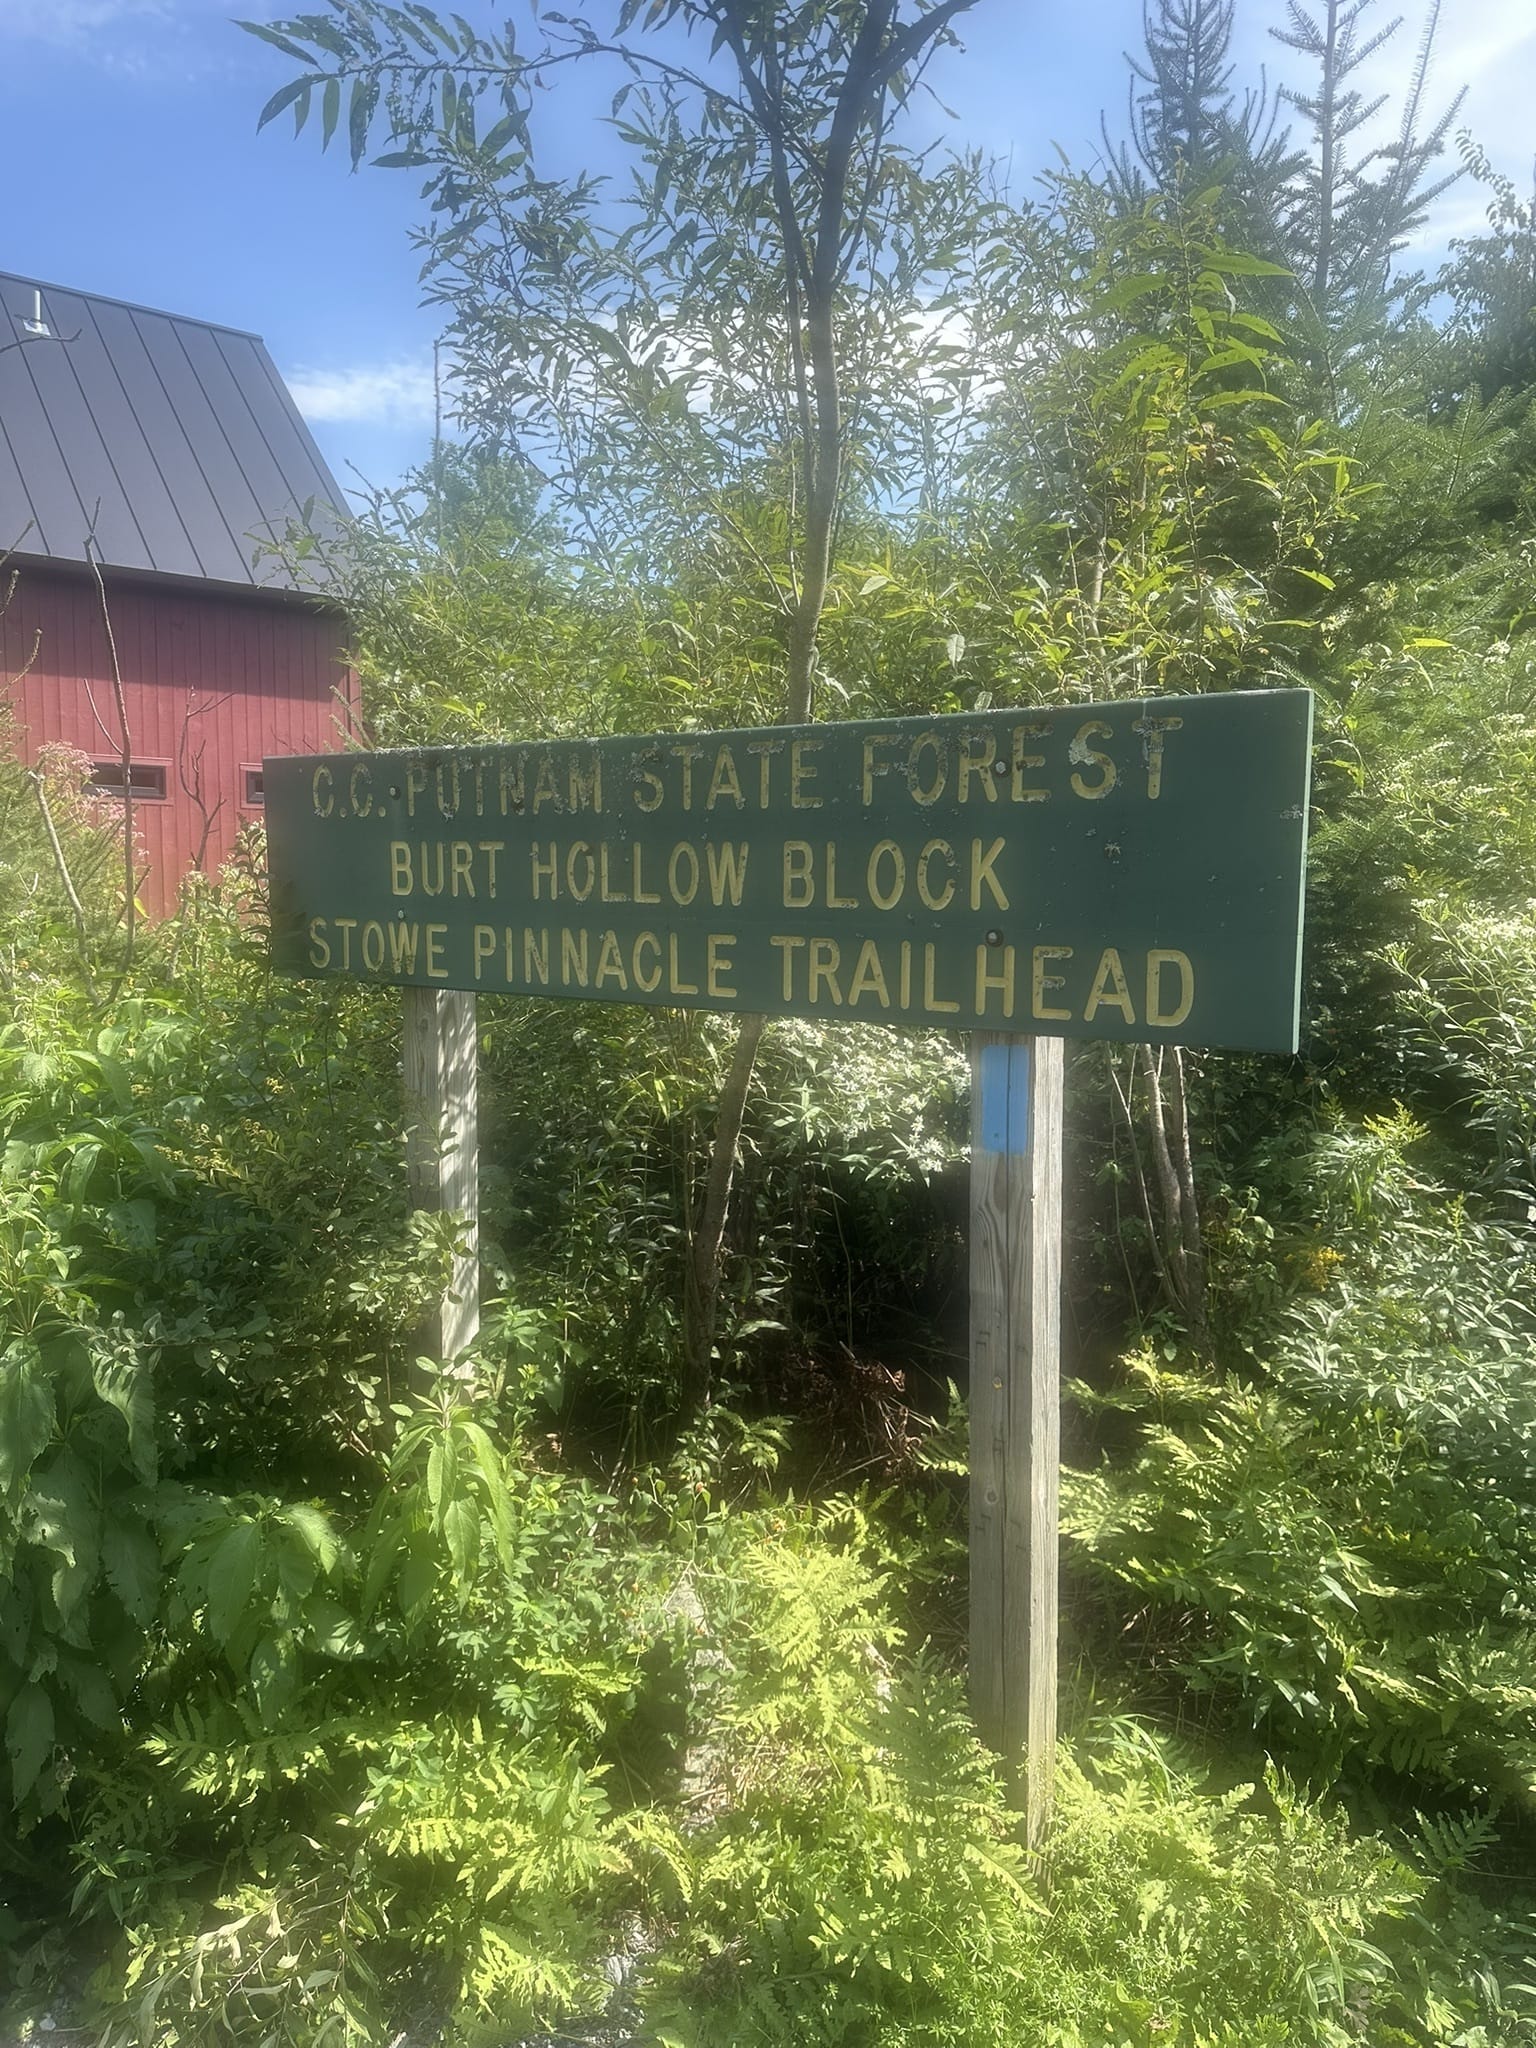 C.C. PUTNAM STATE FOREST
BURT HOLLOW BLOCK
STOWE PINNACLE TRAILHEAD